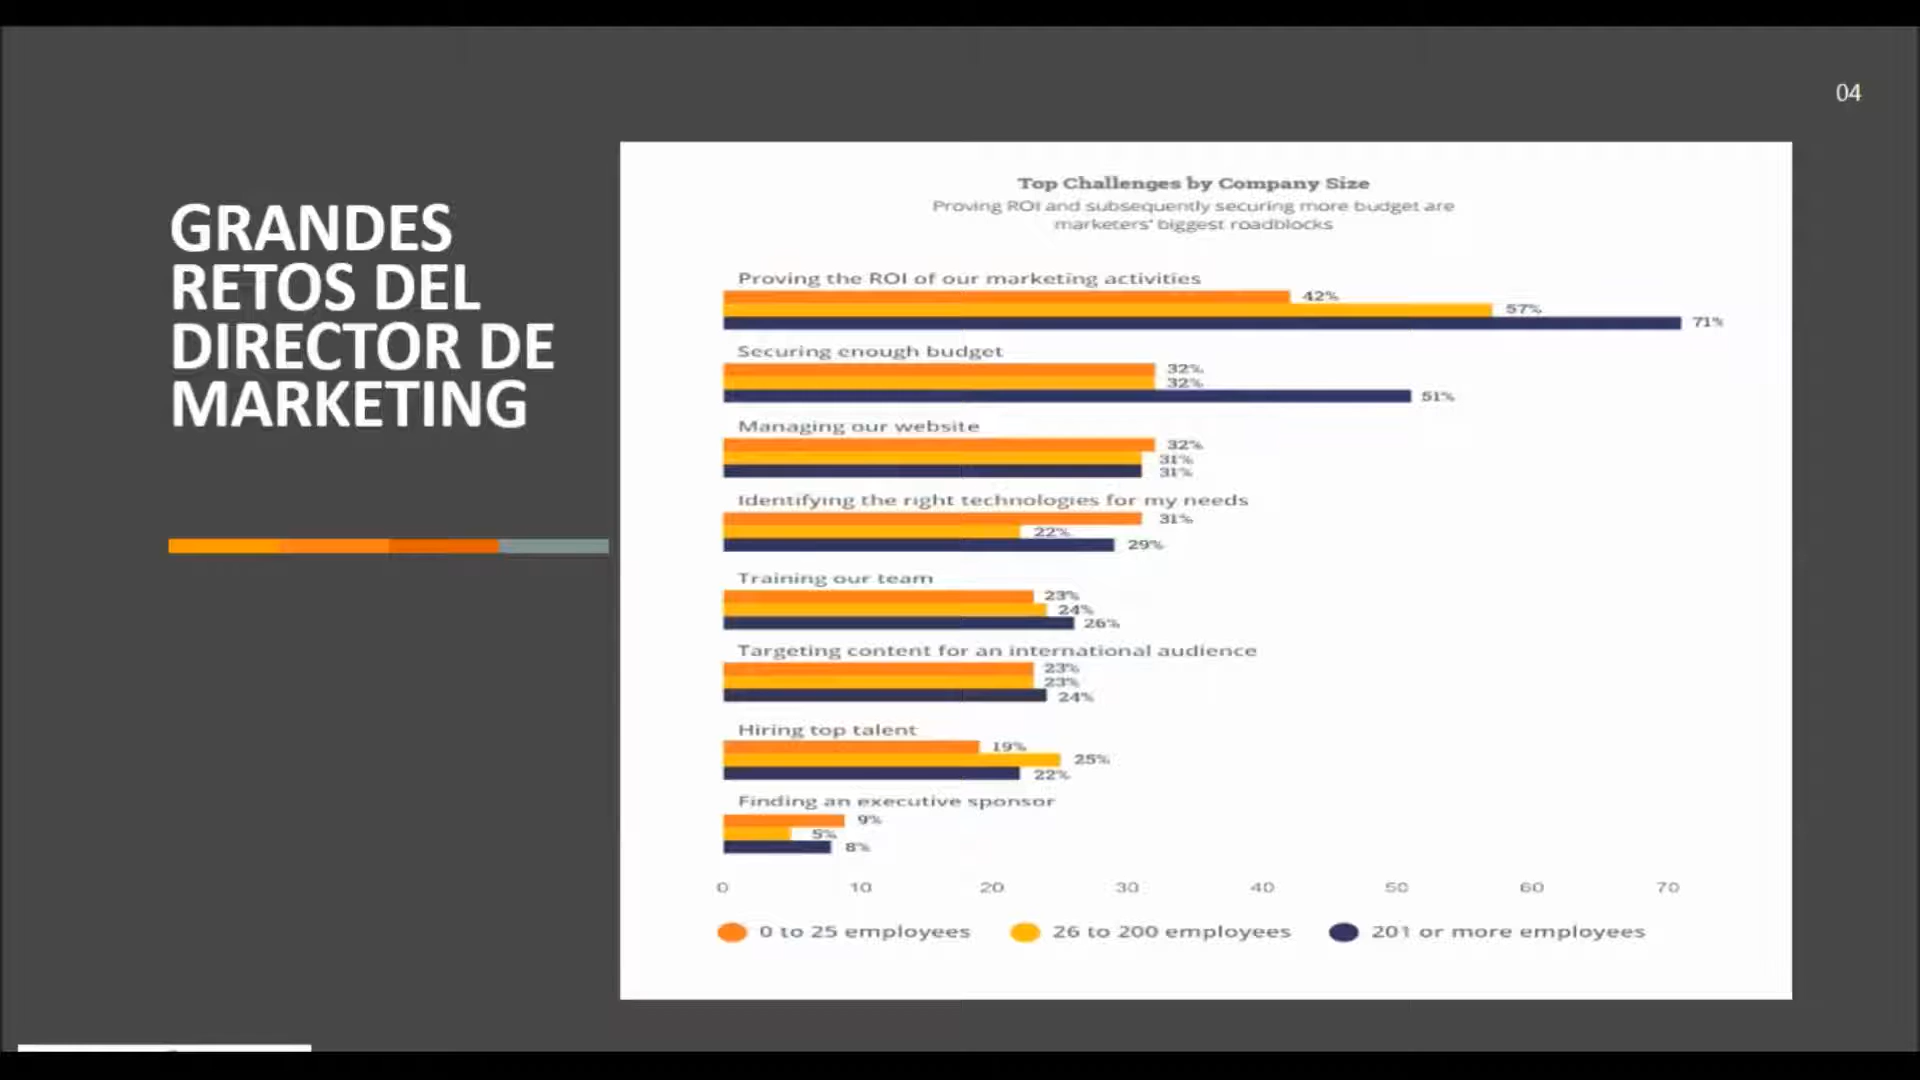 04
GRANDES
RETOS DEL
DIRECTOR DE
MARKETING
Top Challenges by Company Size
Proving ROI and subsequently securing more budget are
marketers' biggest roadblocks
Proving the ROI of our marketing activities
42%
57%
71%
Securing enough budget
32%
32%
51%
Managing our website
32%
31%
31%
Identifying the right technologies for my needs
31%
22%
29%
Training our team
23%
24%
26%
Targeting content for an international audience
23%
23%
24%
Hiring top talent
19%
25%
22%
Finding an executive sponsor
9%
5%
8%
0 10 20 30 40 50 60 70
0 to 25 employees 26 to 200 employees 201 or more employees